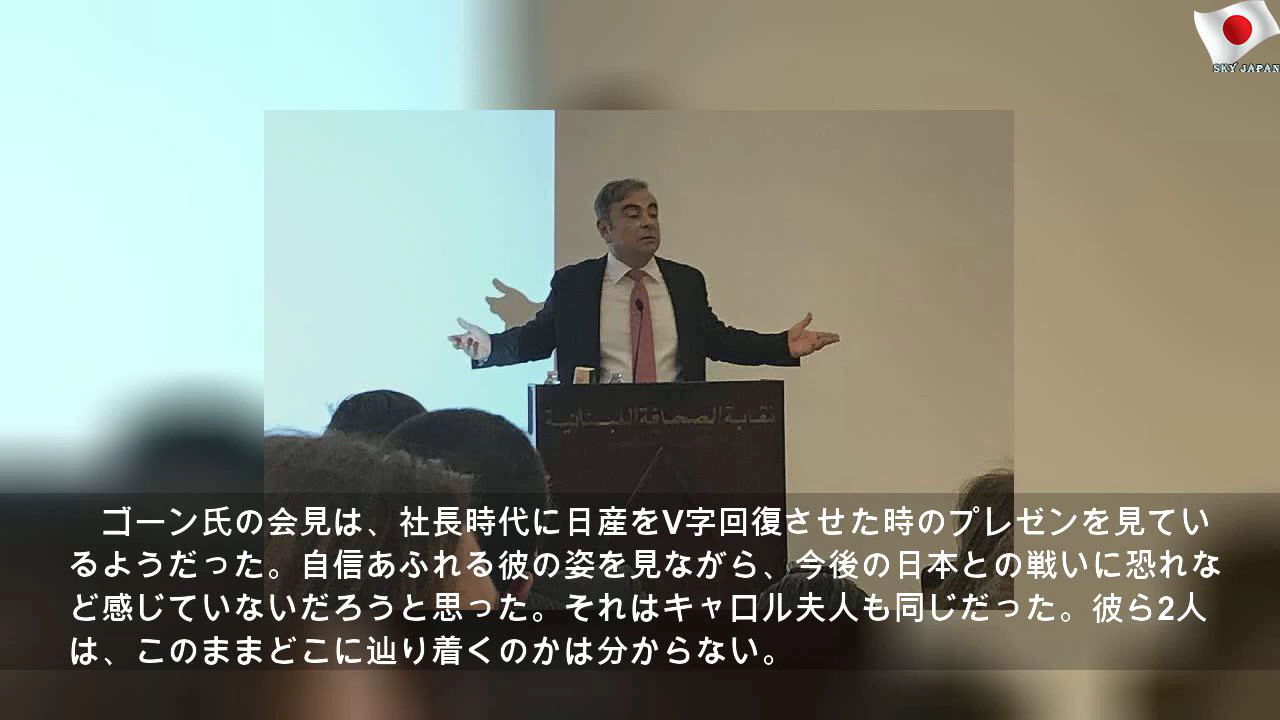 SKY JAPAN
نقابة الصحافة اللبنانية
ゴーン氏の会見は、社長時代に日産をV字回復させた時のプレゼンを見てい
るようだった。自信あふれる彼の姿を見ながら、今後の日本との戦いに恐れな
ど感じていないだろうと思った。それはキャロル夫人も同じだった。彼ら2人
は、このままどこに辿り着くのかは分からない。